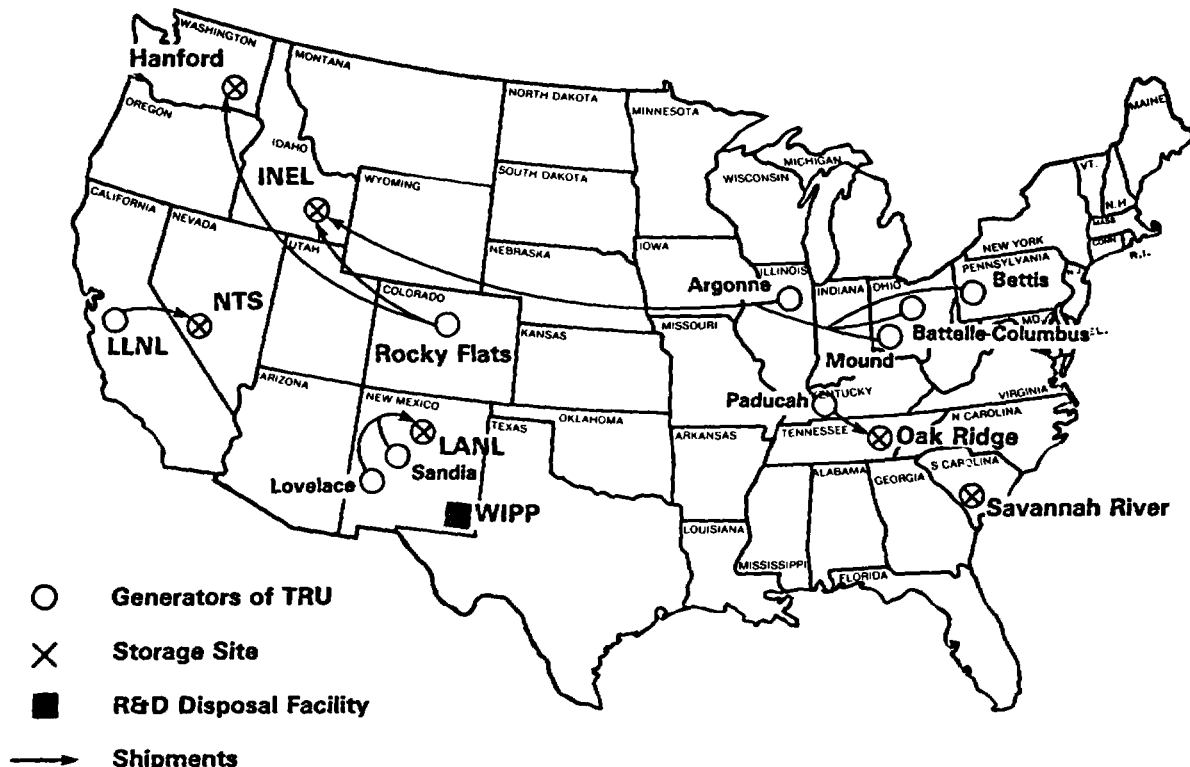 WASHINGTON
Hanford
MONTANA
NORTH DAKOTA
MINNESOTA
MAINE
OREGON
IDAHO
INEL
SOUTH DAKOTA
WISCONSIN
MICHIGAN
VT.
N.H.
MASS
CONN
R.I.
CALIFORNIA
NEVADA
WYOMING
UTAH
NEBRASKA
IOWA
NEW YORK
PENNSYLVANIA
Bettis
ILLINOIS
INDIANA
OHIO
Argonne
NTS
COLORADO
LLNL
Rocky Flats
KANSAS
MISSOURI
MD.
Battelle-Columbus
Mound
Paducah
KENTUCKY
VIRGINIA
ARIZONA
NEW MEXICO
OKLAHOMA
TEXAS
ARKANSAS
TENNESSEE
N CAROLINA
Oak Ridge
LANL
Sandia
Lovelace
ALABAMA
GEORGIA
S CAROLINA
Savannah River
WIPP
LOUISIANA
MISSISSIPPI
FLORIDA
Generators of TRU
Storage Site
R&D Disposal Facility
Shipments